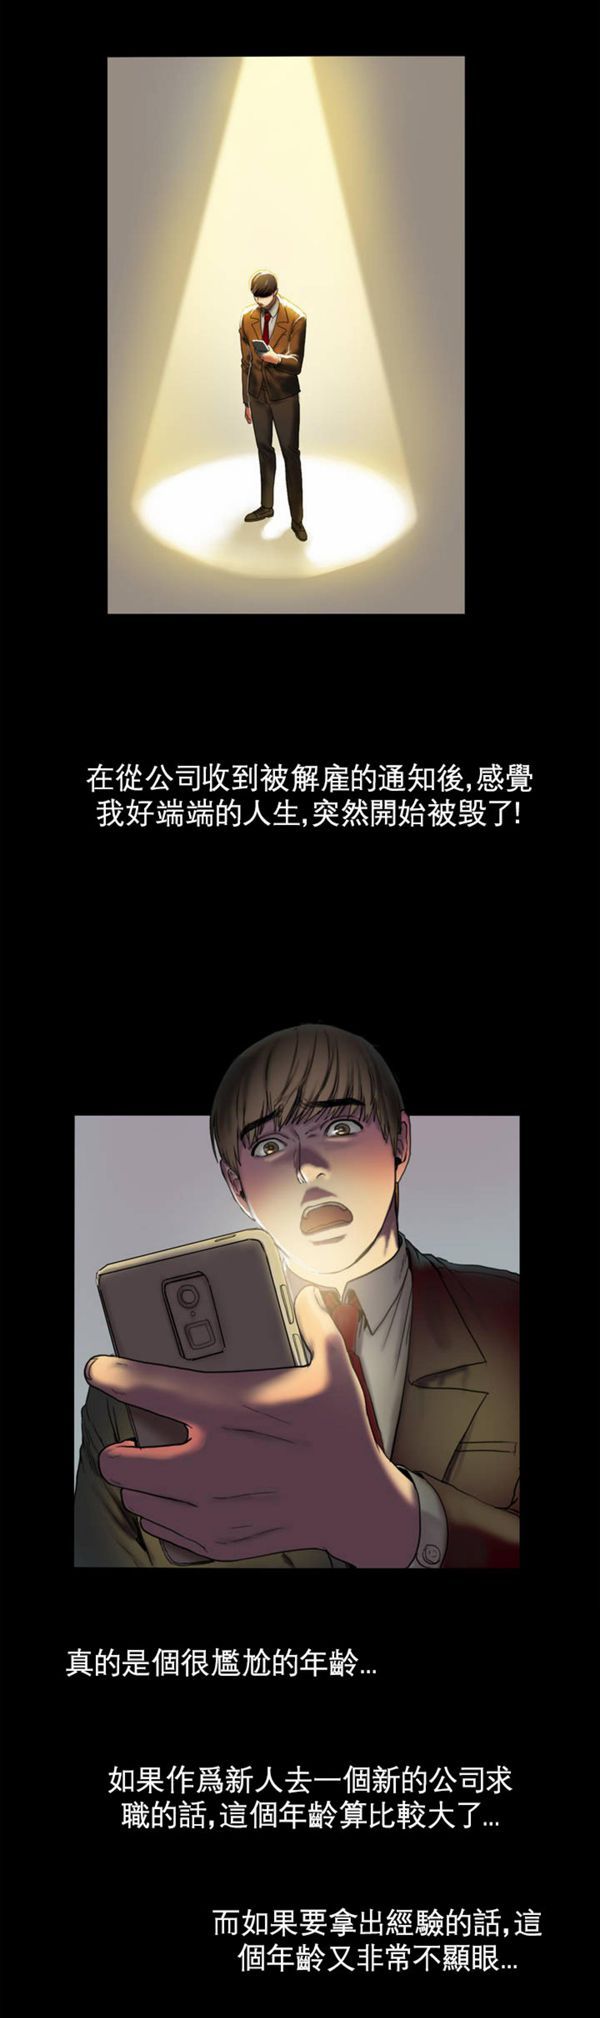 在從公司收到被解雇的通知後,感覺
我好端端的人生,突然開始被毀了!
真的是個很尷尬的年齡...
如果作爲新人去一個新的公司求
職的話,這個年齡算比較大了...
而如果要拿出經驗的話,這
個年齡又非常不顯眼...